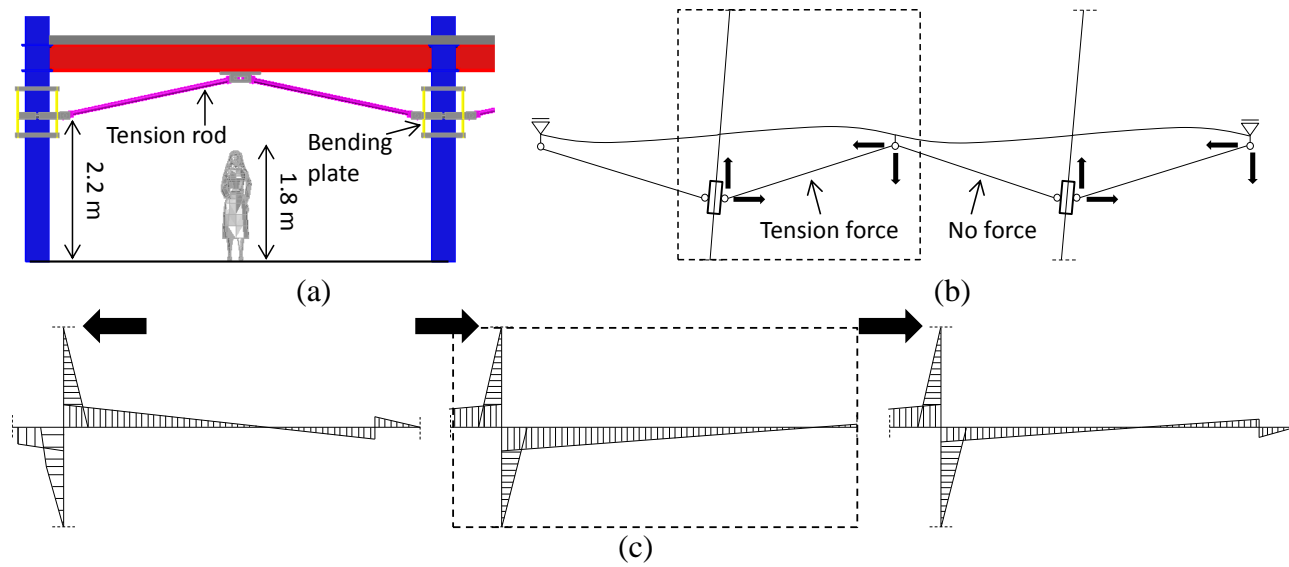 Tension rod
Bending
plate
2.2 m
1.8 m
(a)
Tension force
No force
(b)
(c)